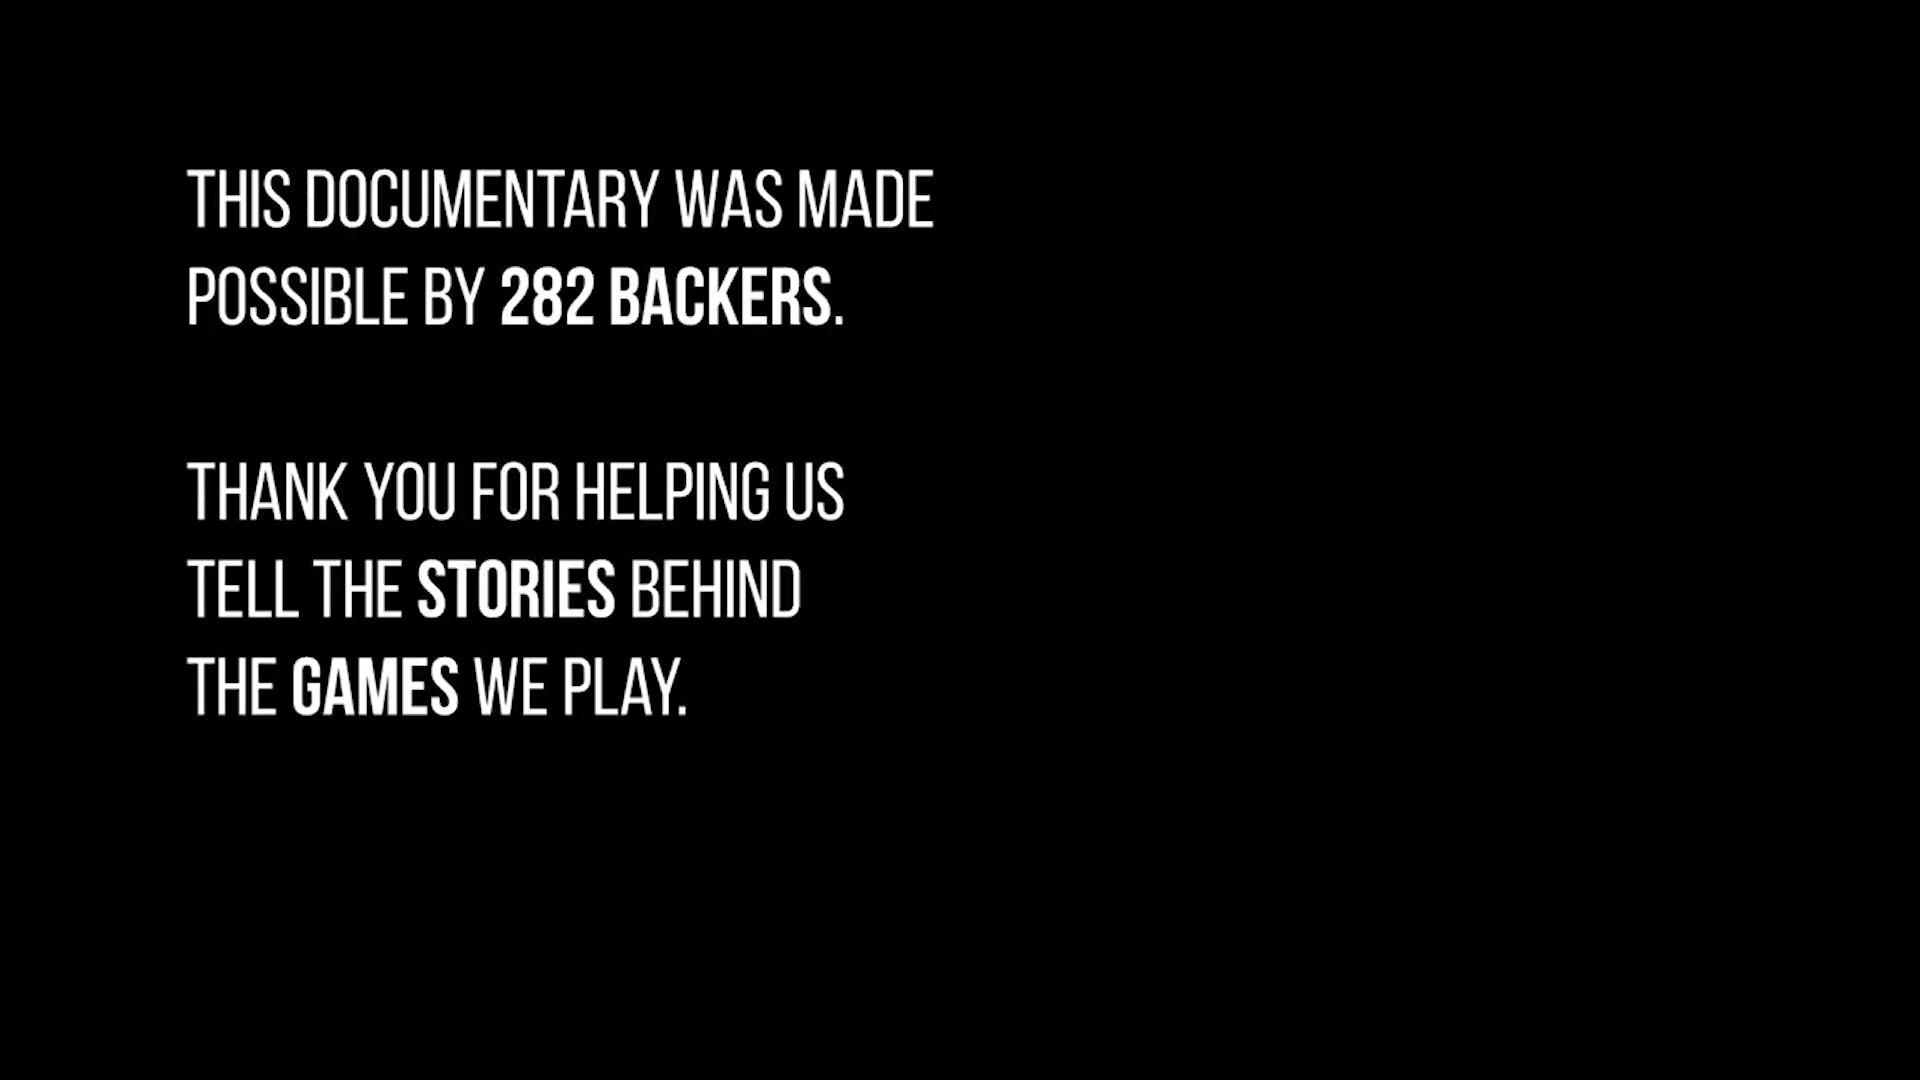 THIS DOCUMENTARY WAS MADE
POSSIBLE BY 282 BACKERS.
THANK YOU FOR HELPING US
TELL THE STORIES BEHIND
THE GAMES WE PLAY.